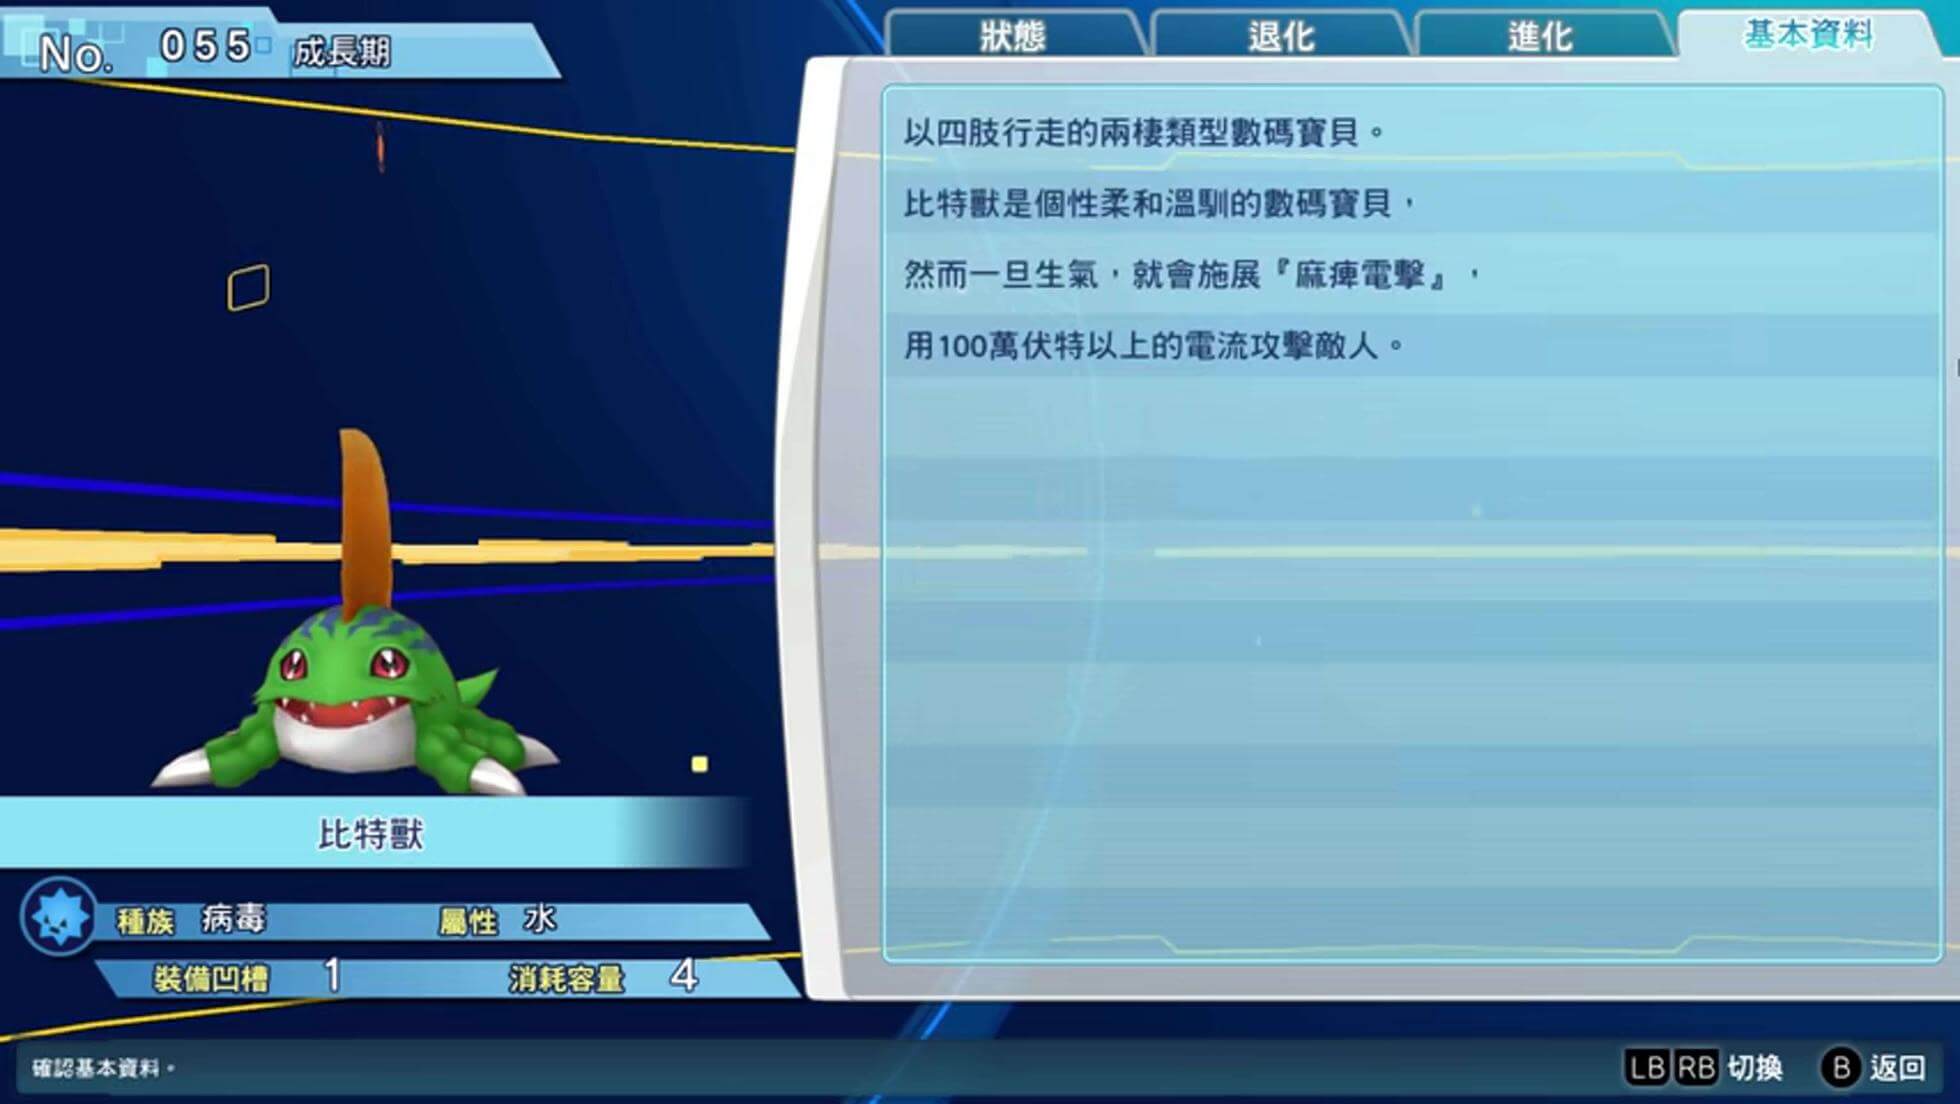 No. 055 成長期
狀態 退化 進化 基本資料
以四肢行走的兩棲類型數碼寶貝。
比特獸是個性柔和溫馴的數碼寶貝，
然而一旦生氣，就會施展『麻痺電擊』，
用100萬伏特以上的電流攻擊敵人。
比特獸
種族 病毒 屬性 水
裝備凹槽 1 消耗容量 4
確認基本資料。
LB RB 切換 B 返回